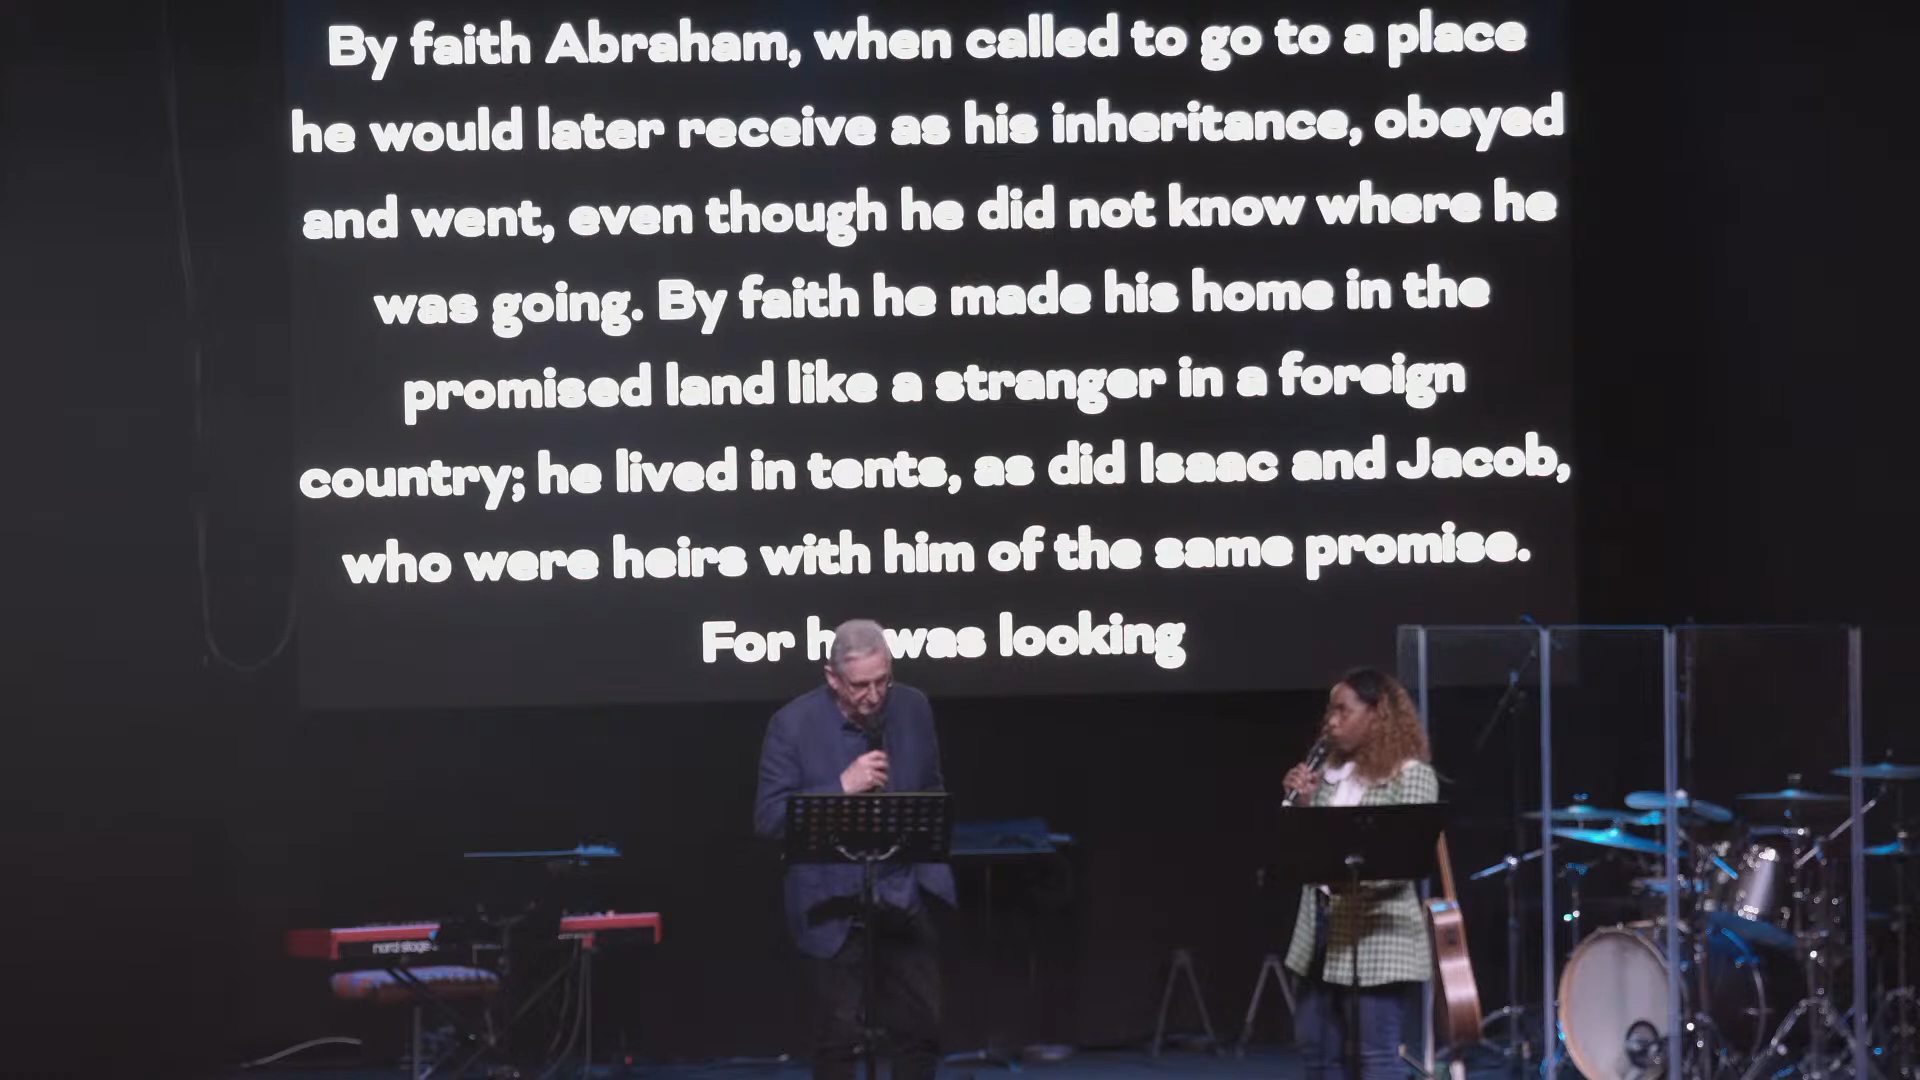 By faith Abraham, when called to go to a place
he would later receive as his inheritance, obeyed
and went, even though he did not know where he
was going. By faith he made his home in the
promised land like a stranger in a foreign
country; he lived in tents, as did Isaac and Jacob,
who were heirs with him of the same promise.
For he was looking
nord stage